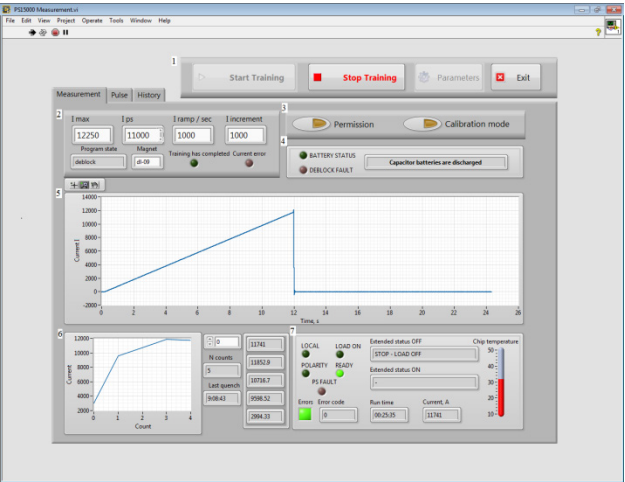 PS15000 Measurement.vi
File Edit View Project Operate Tools Window Help
1
Start Training
Stop Training
Parameters
Exit
Measurement Pulse History
2
I max I ps I ramp / sec I increment
12250 11000 1000 1000
Program state Magnet Training has completed Current error
deblock dl-09
3
Permission Calibration mode
4
BATTERY STATUS
DEBLOCK FAULT
Capacitor batteries are discharged
5
14000
12000
10000
8000
6000
4000
2000
0
-2000
Current I
0 2 4 6 8 10 12 14 16 18 20 22 24 26
Time, s
6
12000
10000
8000
6000
4000
2000
Current
0 1 2 3 4
Count
0
N counts
5
Last quench
9:08:43
11741
11852,9
10716,7
9598,52
2994,33
7
LOCAL LOAD ON
POLARITY READY
PS FAULT
Errors Error code
0
Extended status OFF
STOP - LOAD OFF
Extended status ON
-
Run time Current, A
00:25:35 11741
Chip temperature
50
40
30
20
10